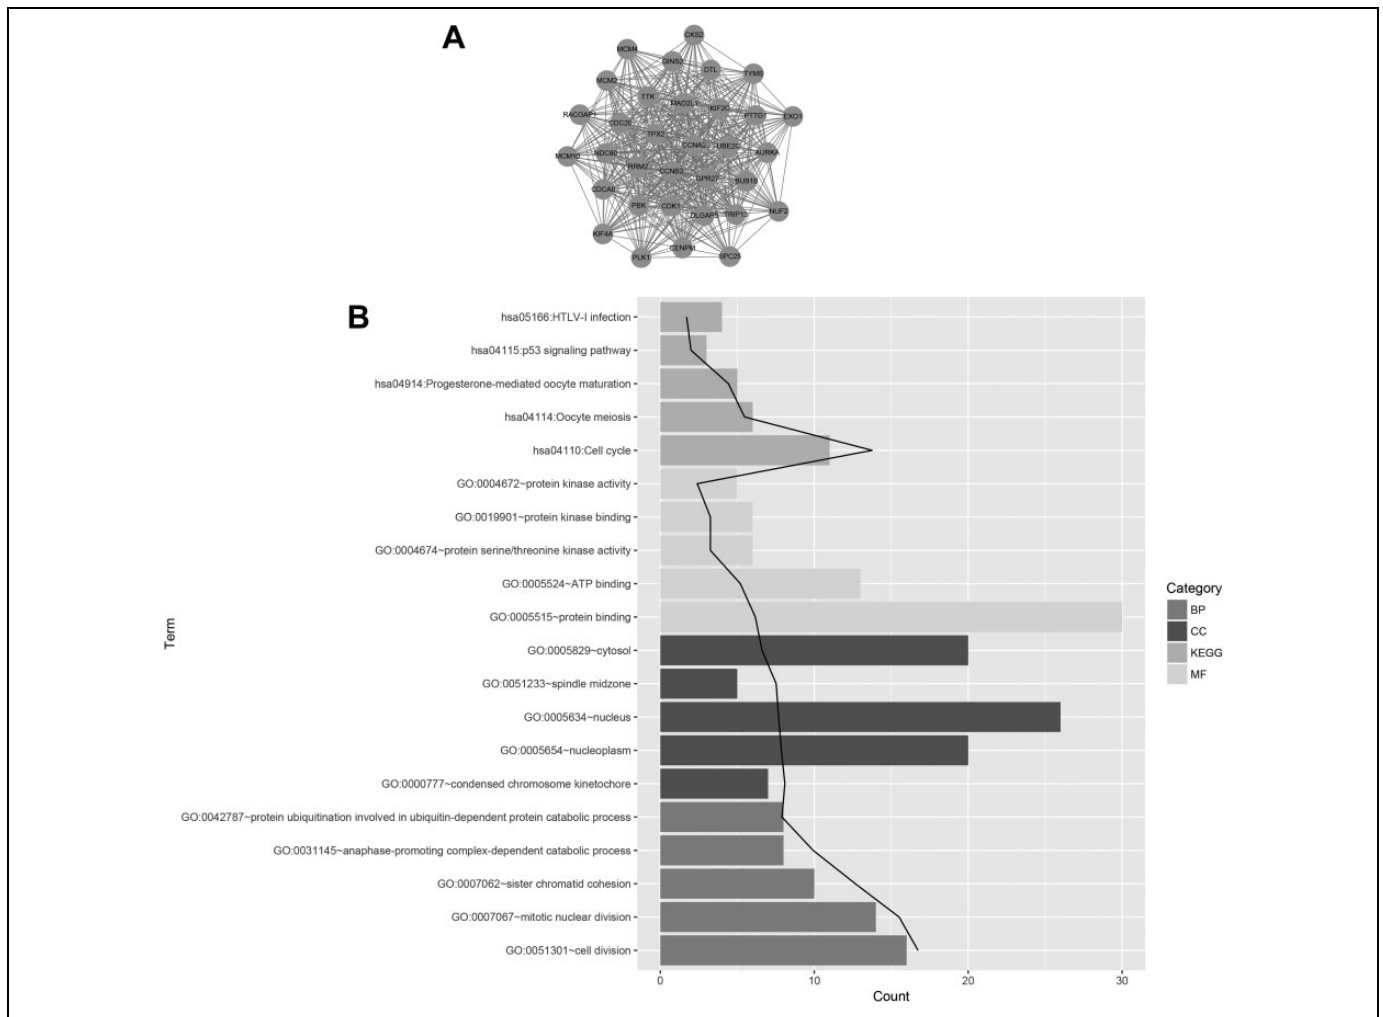 A
CKS2
MCM4
GINS2
DTL
TYMS
MCM2
TTK
MAD2L1
KIF2C
RACGAP1
PTTG1
EXO1
CDC20
TPX2
CCNA2
UBE2C
MCM10
NDC80
AURKA
RRM2
CCNB2
BUB1B
CDCA8
PBK
CDK1
DLGAP5
TRIP13
NUF2
KIF4A
CENPM
PLK1
SPC25
B
hsa05166:HTLV-I infection
hsa04115:p53 signaling pathway
hsa04914:Progesterone-mediated oocyte maturation
hsa04114:Oocyte meiosis
hsa04110:Cell cycle
GO:0004672~protein kinase activity
GO:0019901~protein kinase binding
GO:0004674~protein serine/threonine kinase activity
GO:0005524~ATP binding
GO:0005515~protein binding
GO:0005829~cytosol
GO:0051233~spindle midzone
GO:0005634~nucleus
GO:0005654~nucleoplasm
GO:0000777~condensed chromosome kinetochore
GO:0042787~protein ubiquitination involved in ubiquitin-dependent protein catabolic process
GO:0031145~anaphase-promoting complex-dependent catabolic process
GO:0007062~sister chromatid cohesion
GO:0007067~mitotic nuclear division
GO:0051301~cell division
Term
0 10 20 30
Count
Category
BP
CC
KEGG
MF